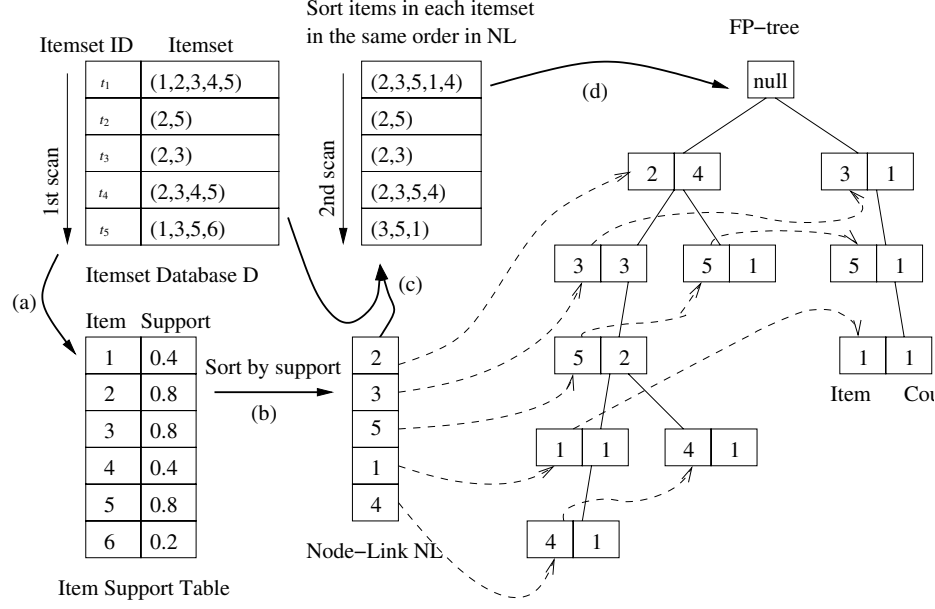 Sort items in each itemset
in the same order in NL
FP−tree
Itemset ID Itemset
t1 (1,2,3,4,5)
t2 (2,5)
t3 (2,3)
t4 (2,3,4,5)
t5 (1,3,5,6)
1st scan
Itemset Database D
(2,3,5,1,4)
(2,5)
(2,3)
(2,3,5,4)
(3,5,1)
2nd scan
(a)
(c)
(d)
Item Support
1 0.4
2 0.8
3 0.8
4 0.4
5 0.8
6 0.2
Item Support Table
Sort by support
(b)
2
3
5
1
4
Node−Link NL
null
2 4
3 1
3 3
5 1
5 1
5 2
1 1
Item Cou
1 1
4 1
4 1